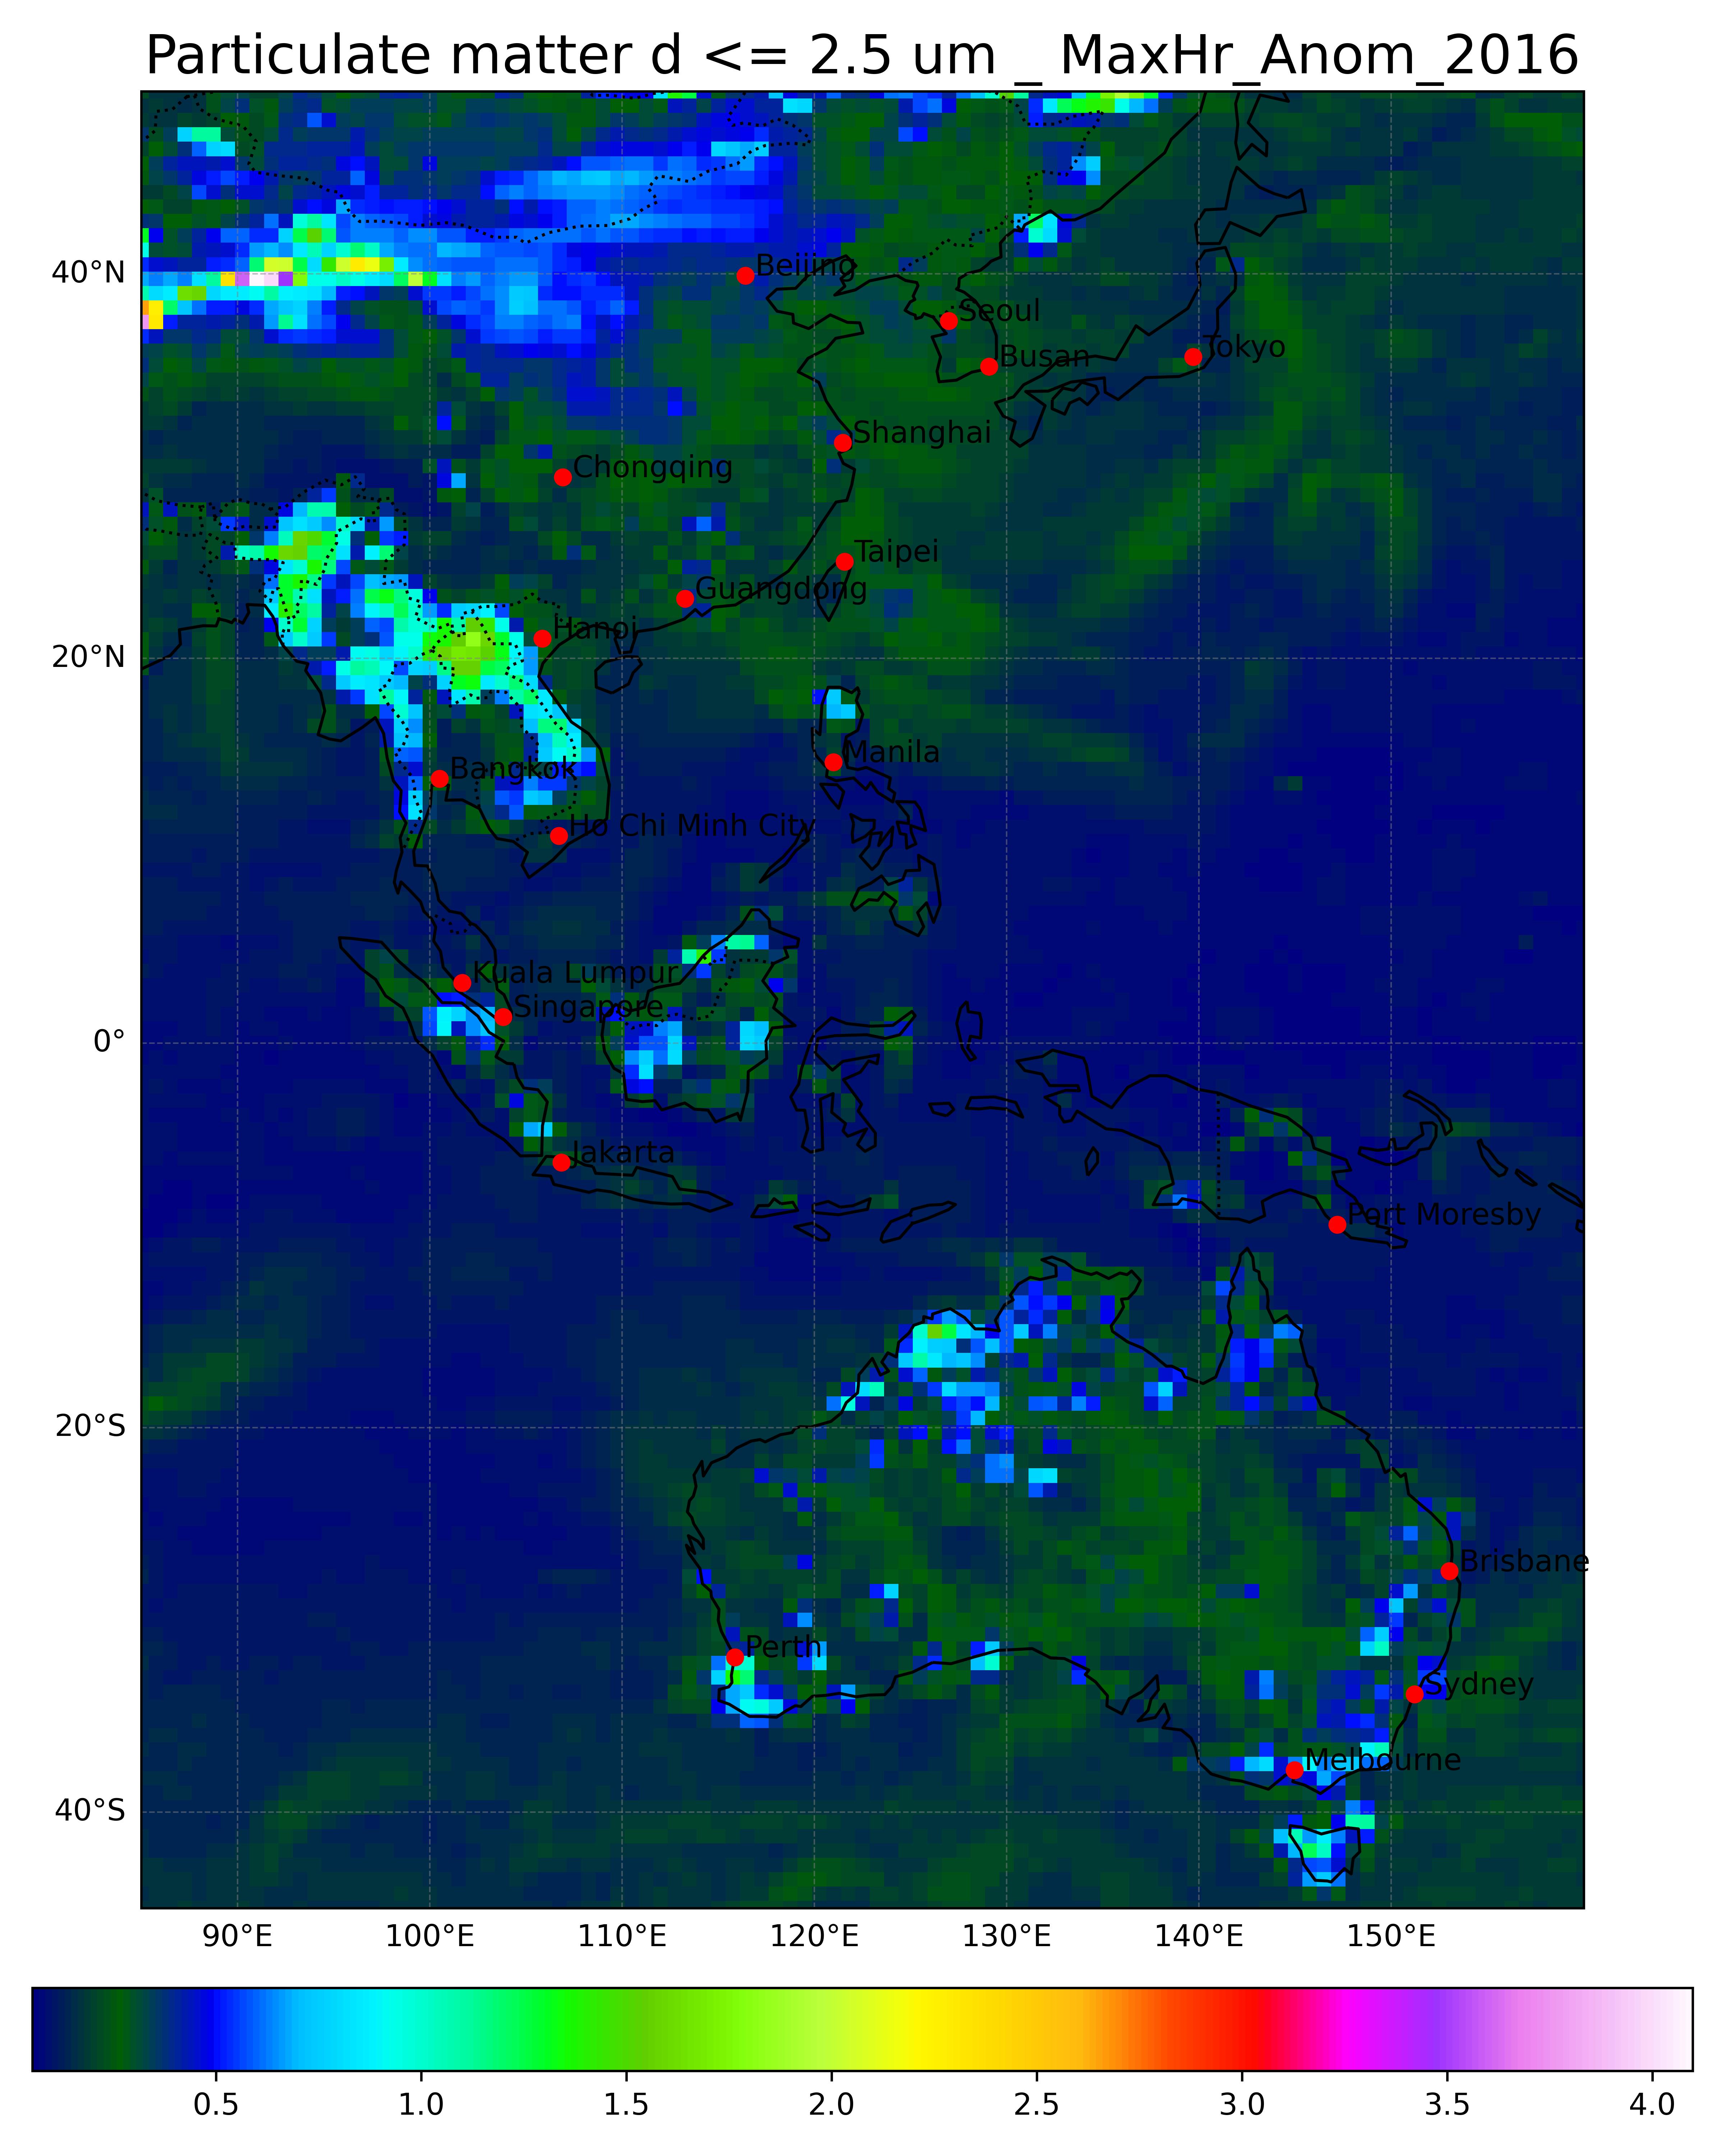 Particulate matter d <= 2.5 um _ MaxHr_Anom_2016
40°N
Beijing
Seoul
Tokyo
Busan
Shanghai
Chongqing
Taipei
Guangdong
Hanoi
20°N
Manila
Bangkok
Ho Chi Minh City
Kuala Lumpur
Singapore
0°
Jakarta
Port Moresby
20°S
Brisbane
Perth
Sydney
Melbourne
40°S
90°E 100°E 110°E 120°E 130°E 140°E 150°E
0.5 1.0 1.5 2.0 2.5 3.0 3.5 4.0